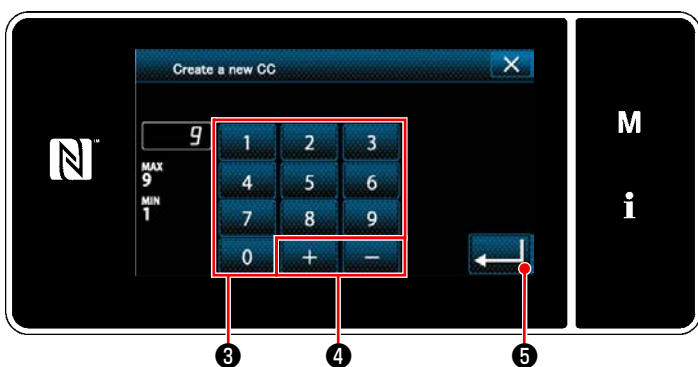 Create a new CC
9
MAX
9
MIN
1
1 2 3
4 5 6
7 8 9
0 + −
N™
M
i
❸ ❹ ❺